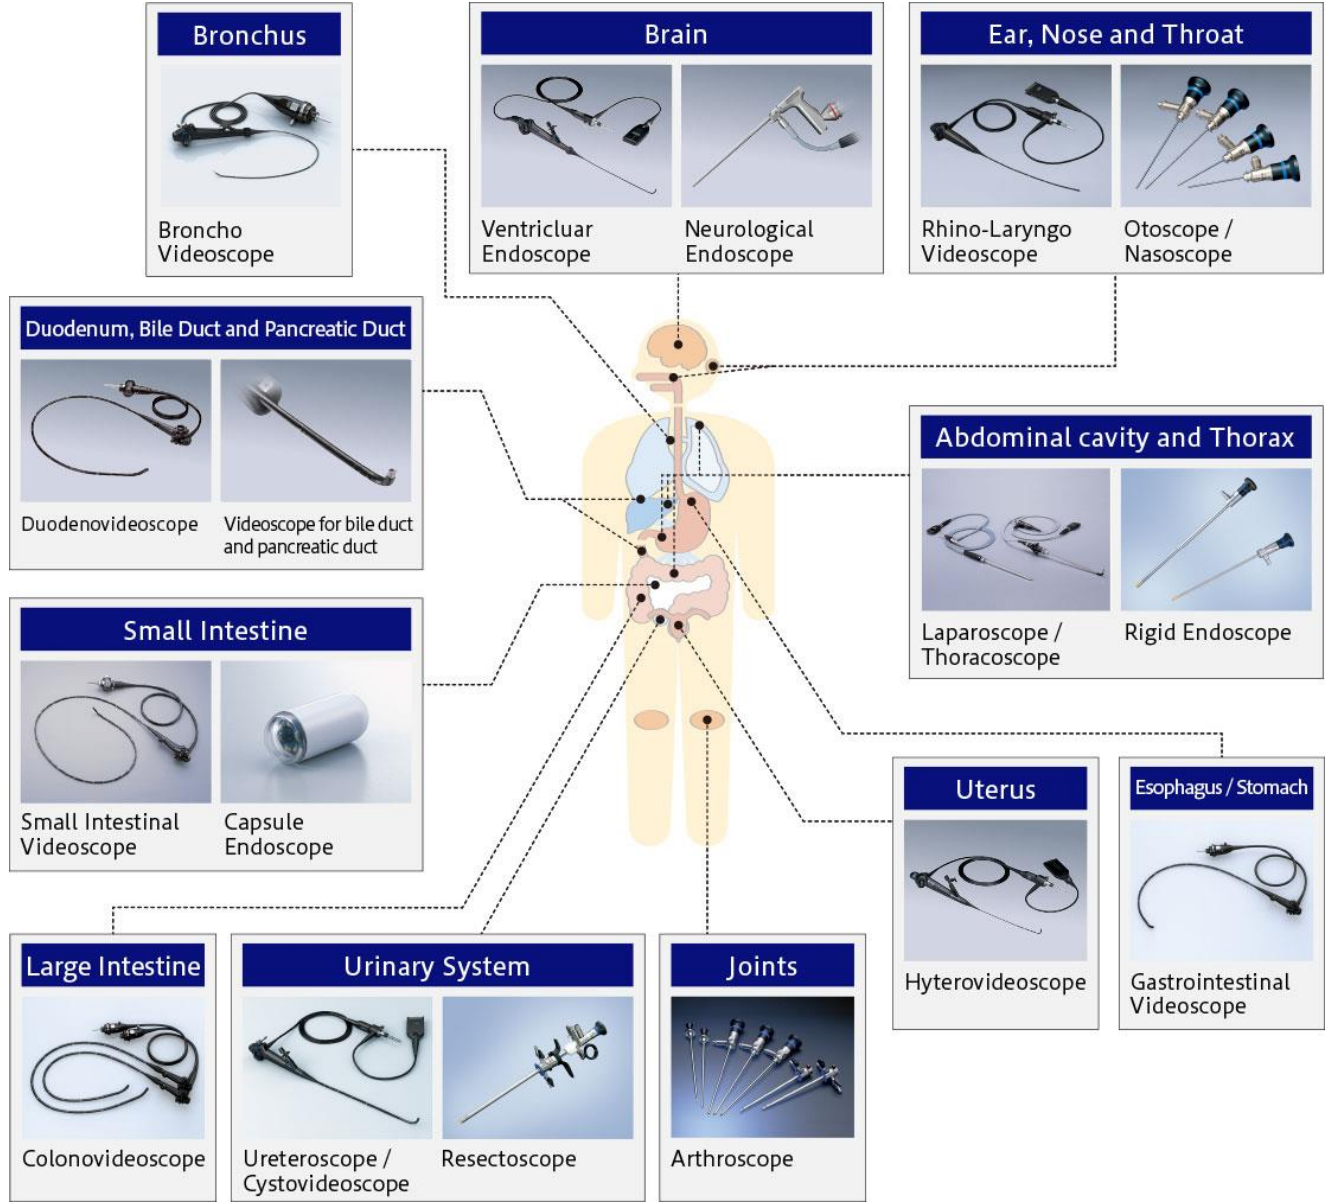 Bronchus
Broncho
Videoscope
Brain
Ventricluar
Endoscope
Neurological
Endoscope
Ear, Nose and Throat
Rhino-Laryngo
Videoscope
Otoscope /
Nasoscope
Duodenum, Bile Duct and Pancreatic Duct
Duodenovideoscope
Videoscope for bile duct
and pancreatic duct
Abdominal cavity and Thorax
Laparoscope /
Thoracoscope
Rigid Endoscope
Small Intestine
Small Intestinal
Videoscope
Capsule
Endoscope
Uterus
Hyterovideoscope
Esophagus / Stomach
Gastrointestinal
Videoscope
Large Intestine
Colonovideoscope
Urinary System
Ureteroscope /
Cystovideoscope
Resectoscope
Joints
Arthroscope